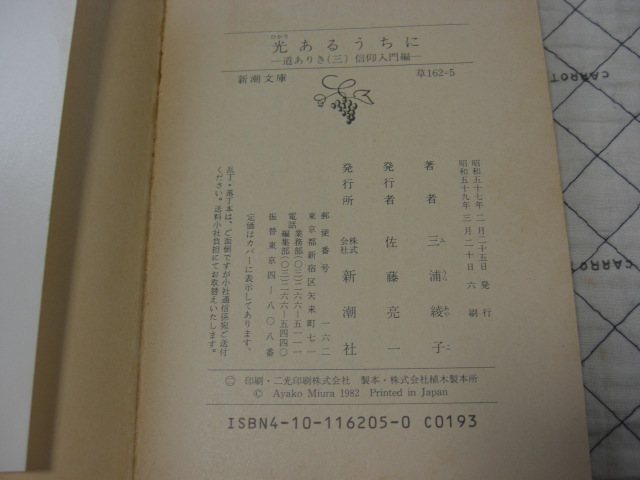 ひかり
光あるうちに
—道ありき(三) 信仰入門編—
新潮文庫 草162=5
昭和五十七年二月二十五日発行
昭和五十九年三月二十日六刷
著者 三浦綾子
発行者 佐藤亮一
発行所 株式会社 新潮社
郵便番号 一六二
東京都新宿区矢来町七一
電話 業務部(〇三)二六六―五一一一
編集部(〇三)二六六―五四四〇
振替東京四―八〇八番
定価はカバーに表示してあります。
乱丁・落丁本は、ご面倒ですが小社通信係宛ご送付
ください。送料小社負担にてお取替えいたします。
印刷・二光印刷株式会社 製本・株式会社植木製本所
© Ayako Miura 1982 Printed in Japan
ISBN4-10-116205-0 C0193
CARROT
CARROT